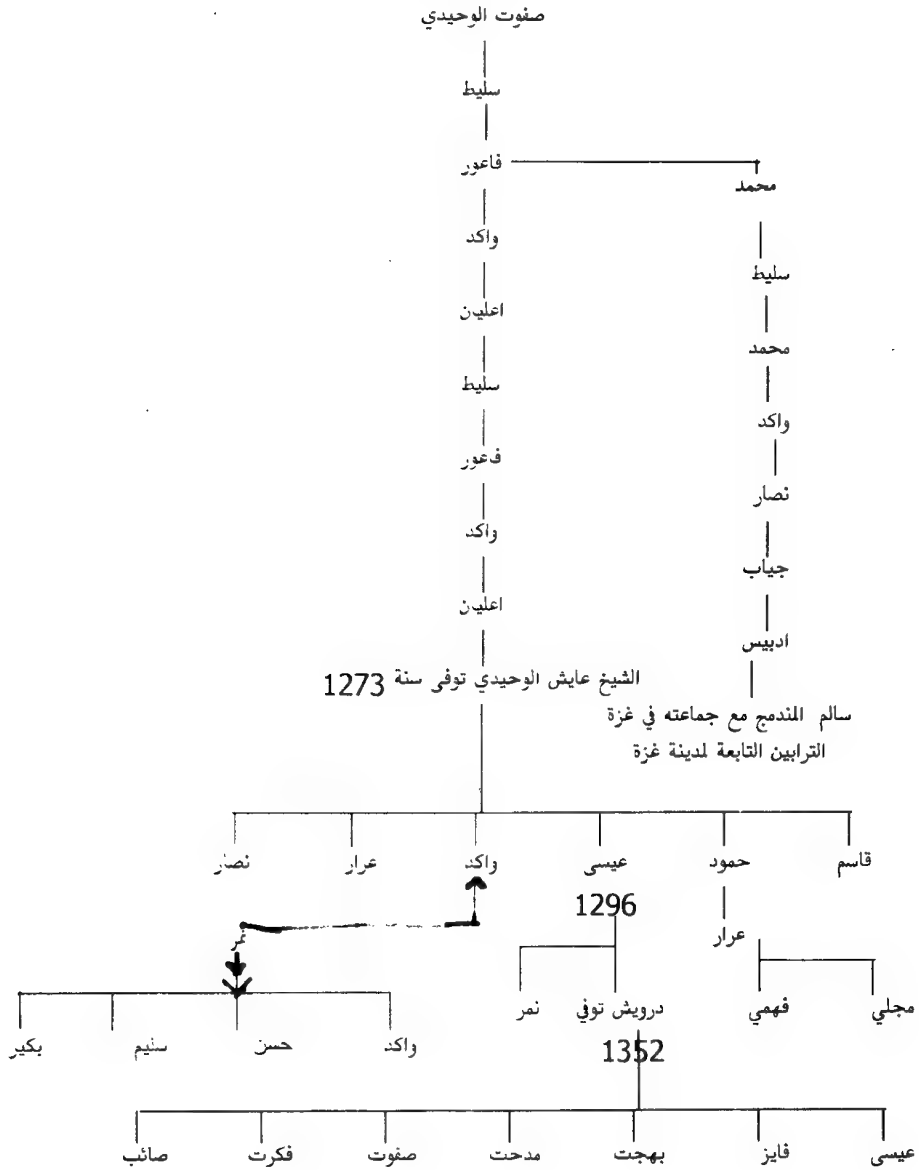 صفوت الوحيدي
سليط
فاعور
محمد
واكد
سليط
اعليان
محمد
سليط
واكد
فاعور
نصار
واكد
جياب
اعليان
ادبيس
الشيخ عايش الوحيدي توفى سنة 1273
سالم المندمج مع جماعته في غزة
الترابين التابعة لمدينة غزة
قاسم حمود عيسى واكد عرار نصار
1296
عرار نمر
مجلي فهمي درويش توفي نمر
1352
واكد حسن سليم بكير
عيسى فايز بهجت مدحت صفوت فكرت صائب